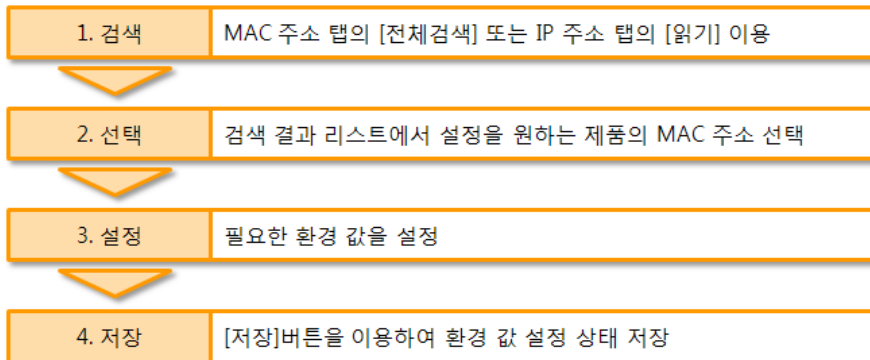 1. 검색 MAC 주소 탭의 [전체검색] 또는 IP 주소 탭의 [읽기] 이용
2. 선택 검색 결과 리스트에서 설정을 원하는 제품의 MAC 주소 선택
3. 설정 필요한 환경 값을 설정
4. 저장 [저장]버튼을 이용하여 환경 값 설정 상태 저장